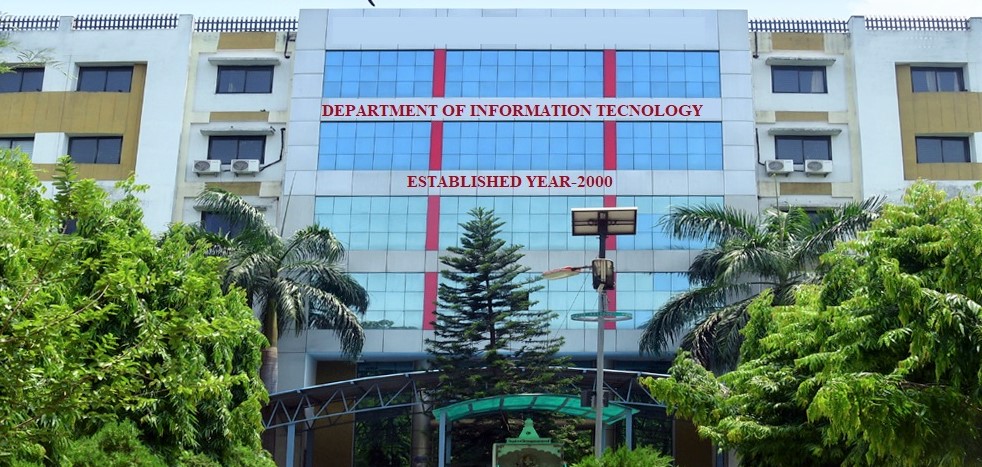 DEPARTMENT OF INFORMATION TECNOLOGY
ESTABLISHED YEAR-2000